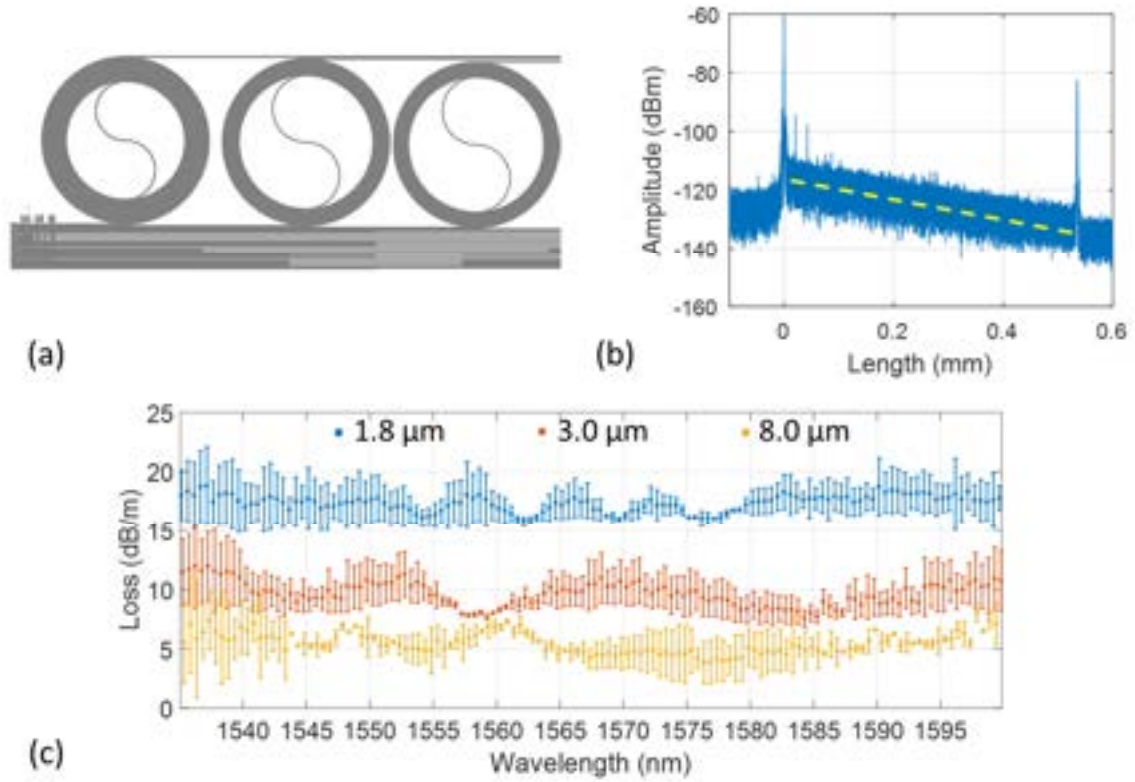 -60
-80
-100
-120
-140
-160
Amplitude (dBm)
0 0.2 0.4 0.6
Length (mm)
(a)
(b)
25
20
15
10
5
0
Loss (dB/m)
1.8 μm 3.0 μm 8.0 μm
1540 1545 1550 1555 1560 1565 1570 1575 1580 1585 1590 1595
Wavelength (nm)
(c)